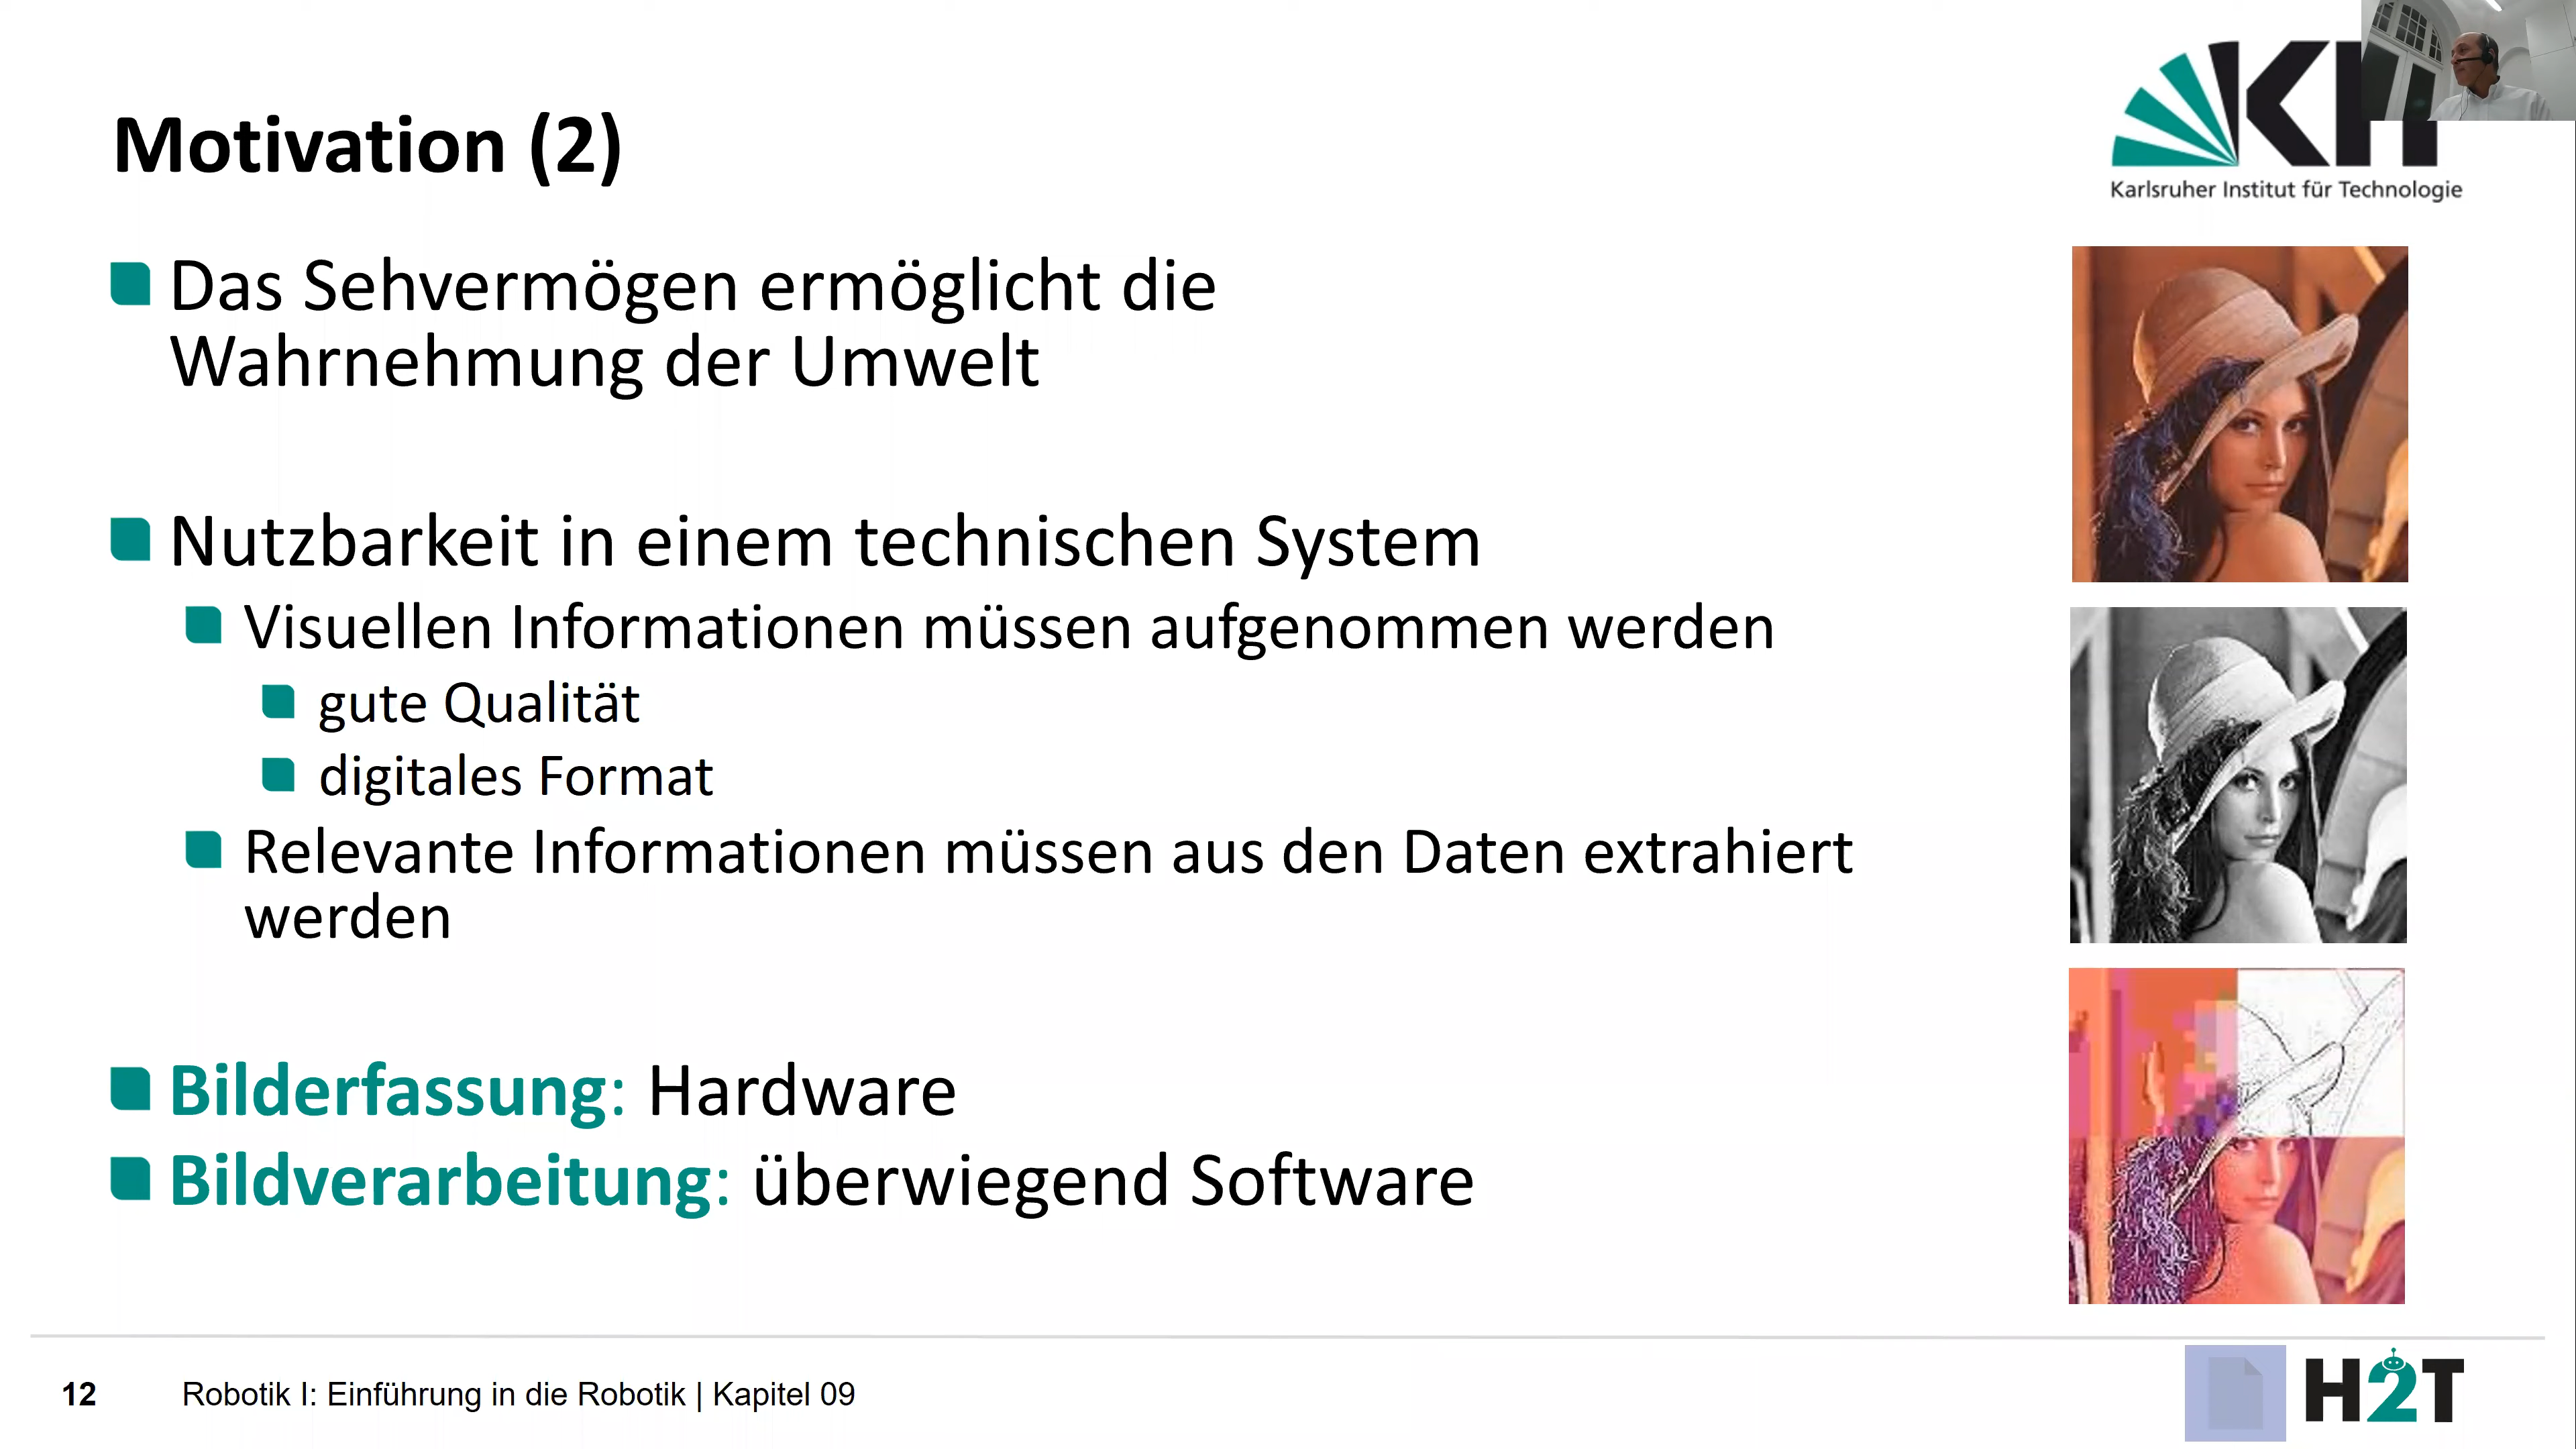 Motivation (2)
Karlsruher Institut für Technologie
Das Sehvermögen ermöglicht die
Wahrnehmung der Umwelt
Nutzbarkeit in einem technischen System
Visuellen Informationen müssen aufgenommen werden
gute Qualität
digitales Format
Relevante Informationen müssen aus den Daten extrahiert
werden
Bilderfassung: Hardware
Bildverarbeitung: überwiegend Software
12
Robotik I: Einführung in die Robotik | Kapitel 09
H2T